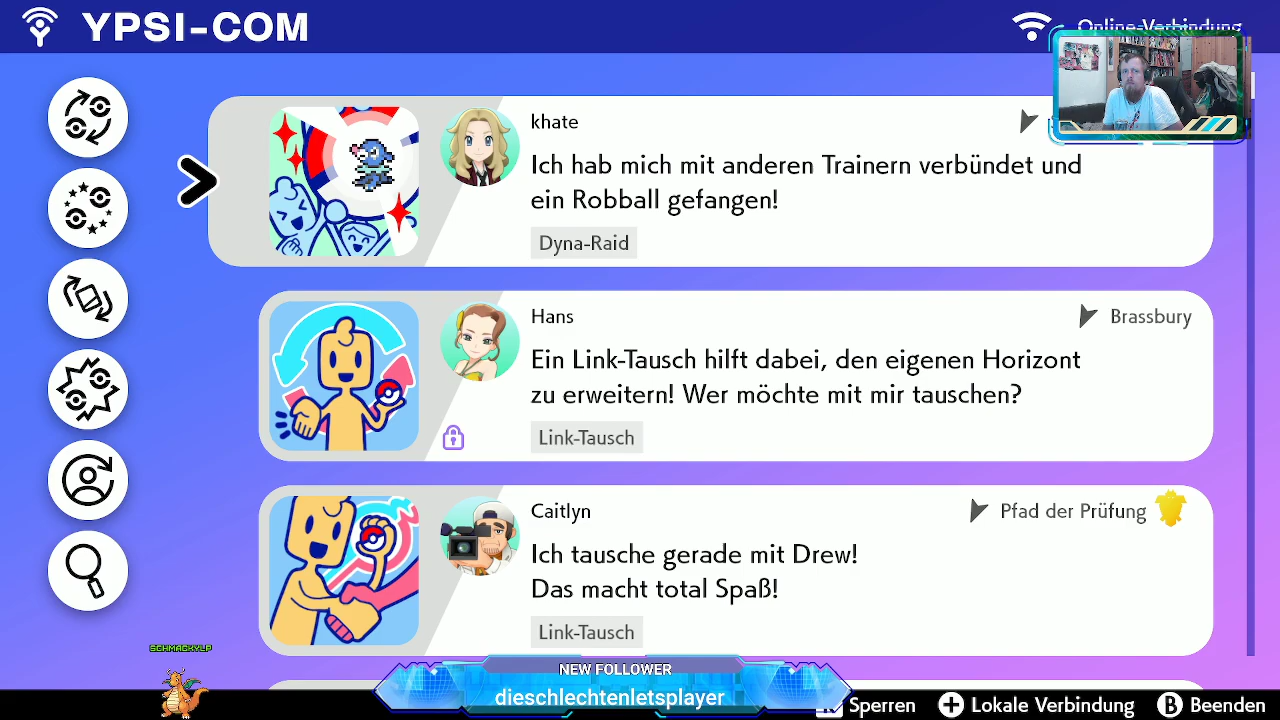 YPSI-COM
Online-Verbindung
khate
Ich hab mich mit anderen Trainern verbündet und
ein Robball gefangen!
Dyna-Raid
Hans
Brassbury
Ein Link-Tausch hilft dabei, den eigenen Horizont
zu erweitern! Wer möchte mit mir tauschen?
Link-Tausch
Caitlyn
Pfad der Prüfung
Ich tausche gerade mit Drew!
Das macht total Spaß!
Link-Tausch
SCHMACKYLP
NEW FOLLOWER
dieschlechtenletsplayer
Sperren
Lokale Verbindung
B Beenden